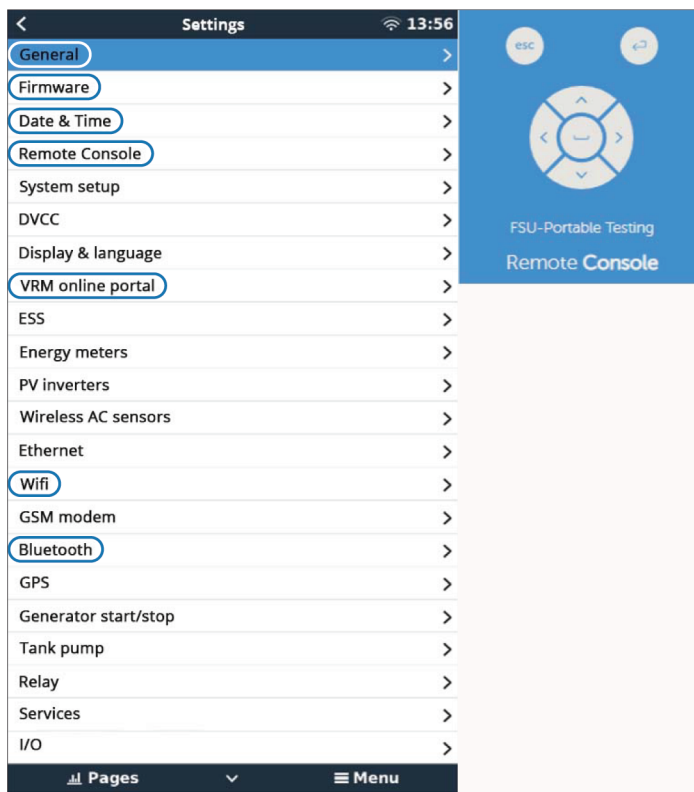 Settings 13:56
General
Firmware
Date & Time
Remote Console
System setup
DVCC
Display & language
VRM online portal
ESS
Energy meters
PV inverters
Wireless AC sensors
Ethernet
Wifi
GSM modem
Bluetooth
GPS
Generator start/stop
Tank pump
Relay
Services
I/O
Pages Menu
esc
FSU-Portable Testing
Remote Console